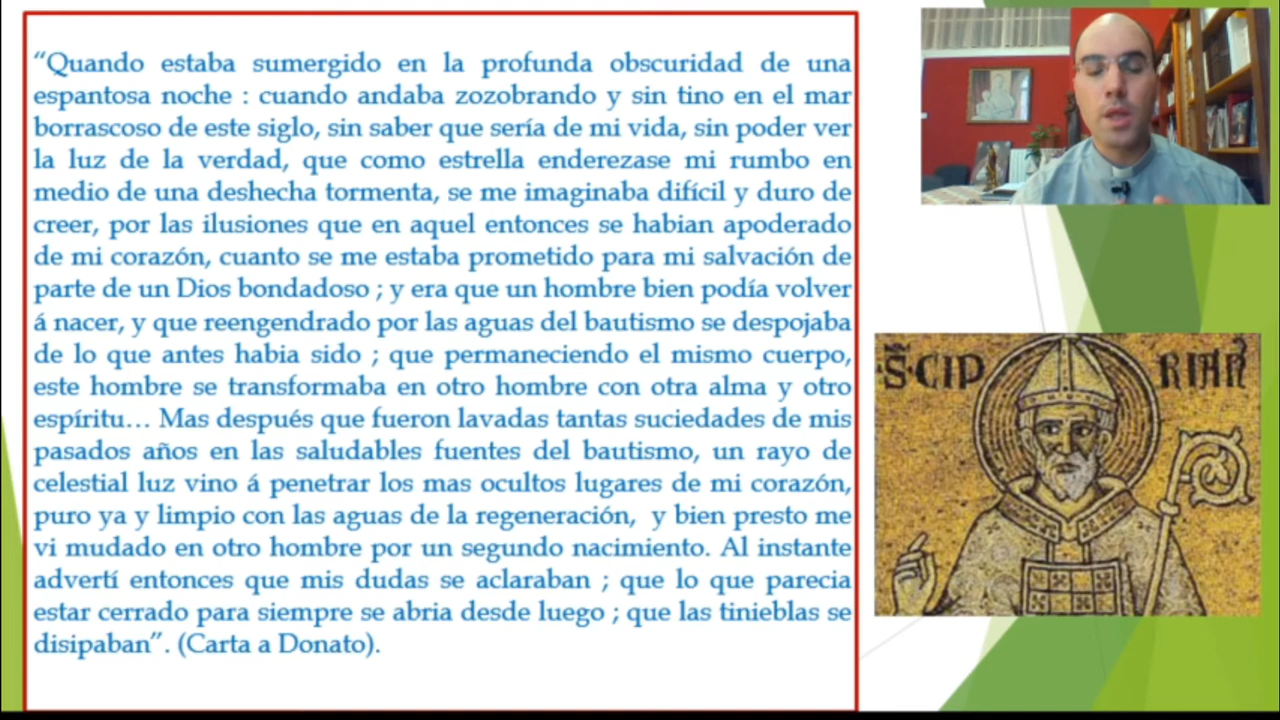 “Quando estaba sumergido en la profunda obscuridad de una
espantosa noche : cuando andaba zozobrando y sin tino en el mar
borrascoso de este siglo, sin saber que sería de mi vida, sin poder ver
la luz de la verdad, que como estrella enderezase mi rumbo en
medio de una deshecha tormenta, se me imaginaba difícil y duro de
creer, por las ilusiones que en aquel entonces se habian apoderado
de mi corazón, cuanto se me estaba prometido para mi salvación de
parte de un Dios bondadoso ; y era que un hombre bien podía volver
á nacer, y que reengendrado por las aguas del bautismo se despojaba
de lo que antes habia sido ; que permaneciendo el mismo cuerpo,
este hombre se transformaba en otro hombre con otra alma y otro
espíritu… Mas después que fueron lavadas tantas suciedades de mis
pasados años en las saludables fuentes del bautismo, un rayo de
celestial luz vino á penetrar los mas ocultos lugares de mi corazón,
puro ya y limpio con las aguas de la regeneración, y bien presto me
vi mudado en otro hombre por un segundo nacimiento. Al instante
advertí entonces que mis dudas se aclaraban ; que lo que parecia
estar cerrado para siempre se abria desde luego ; que las tinieblas se
disipaban”. (Carta a Donato).
S·CIP RIAN